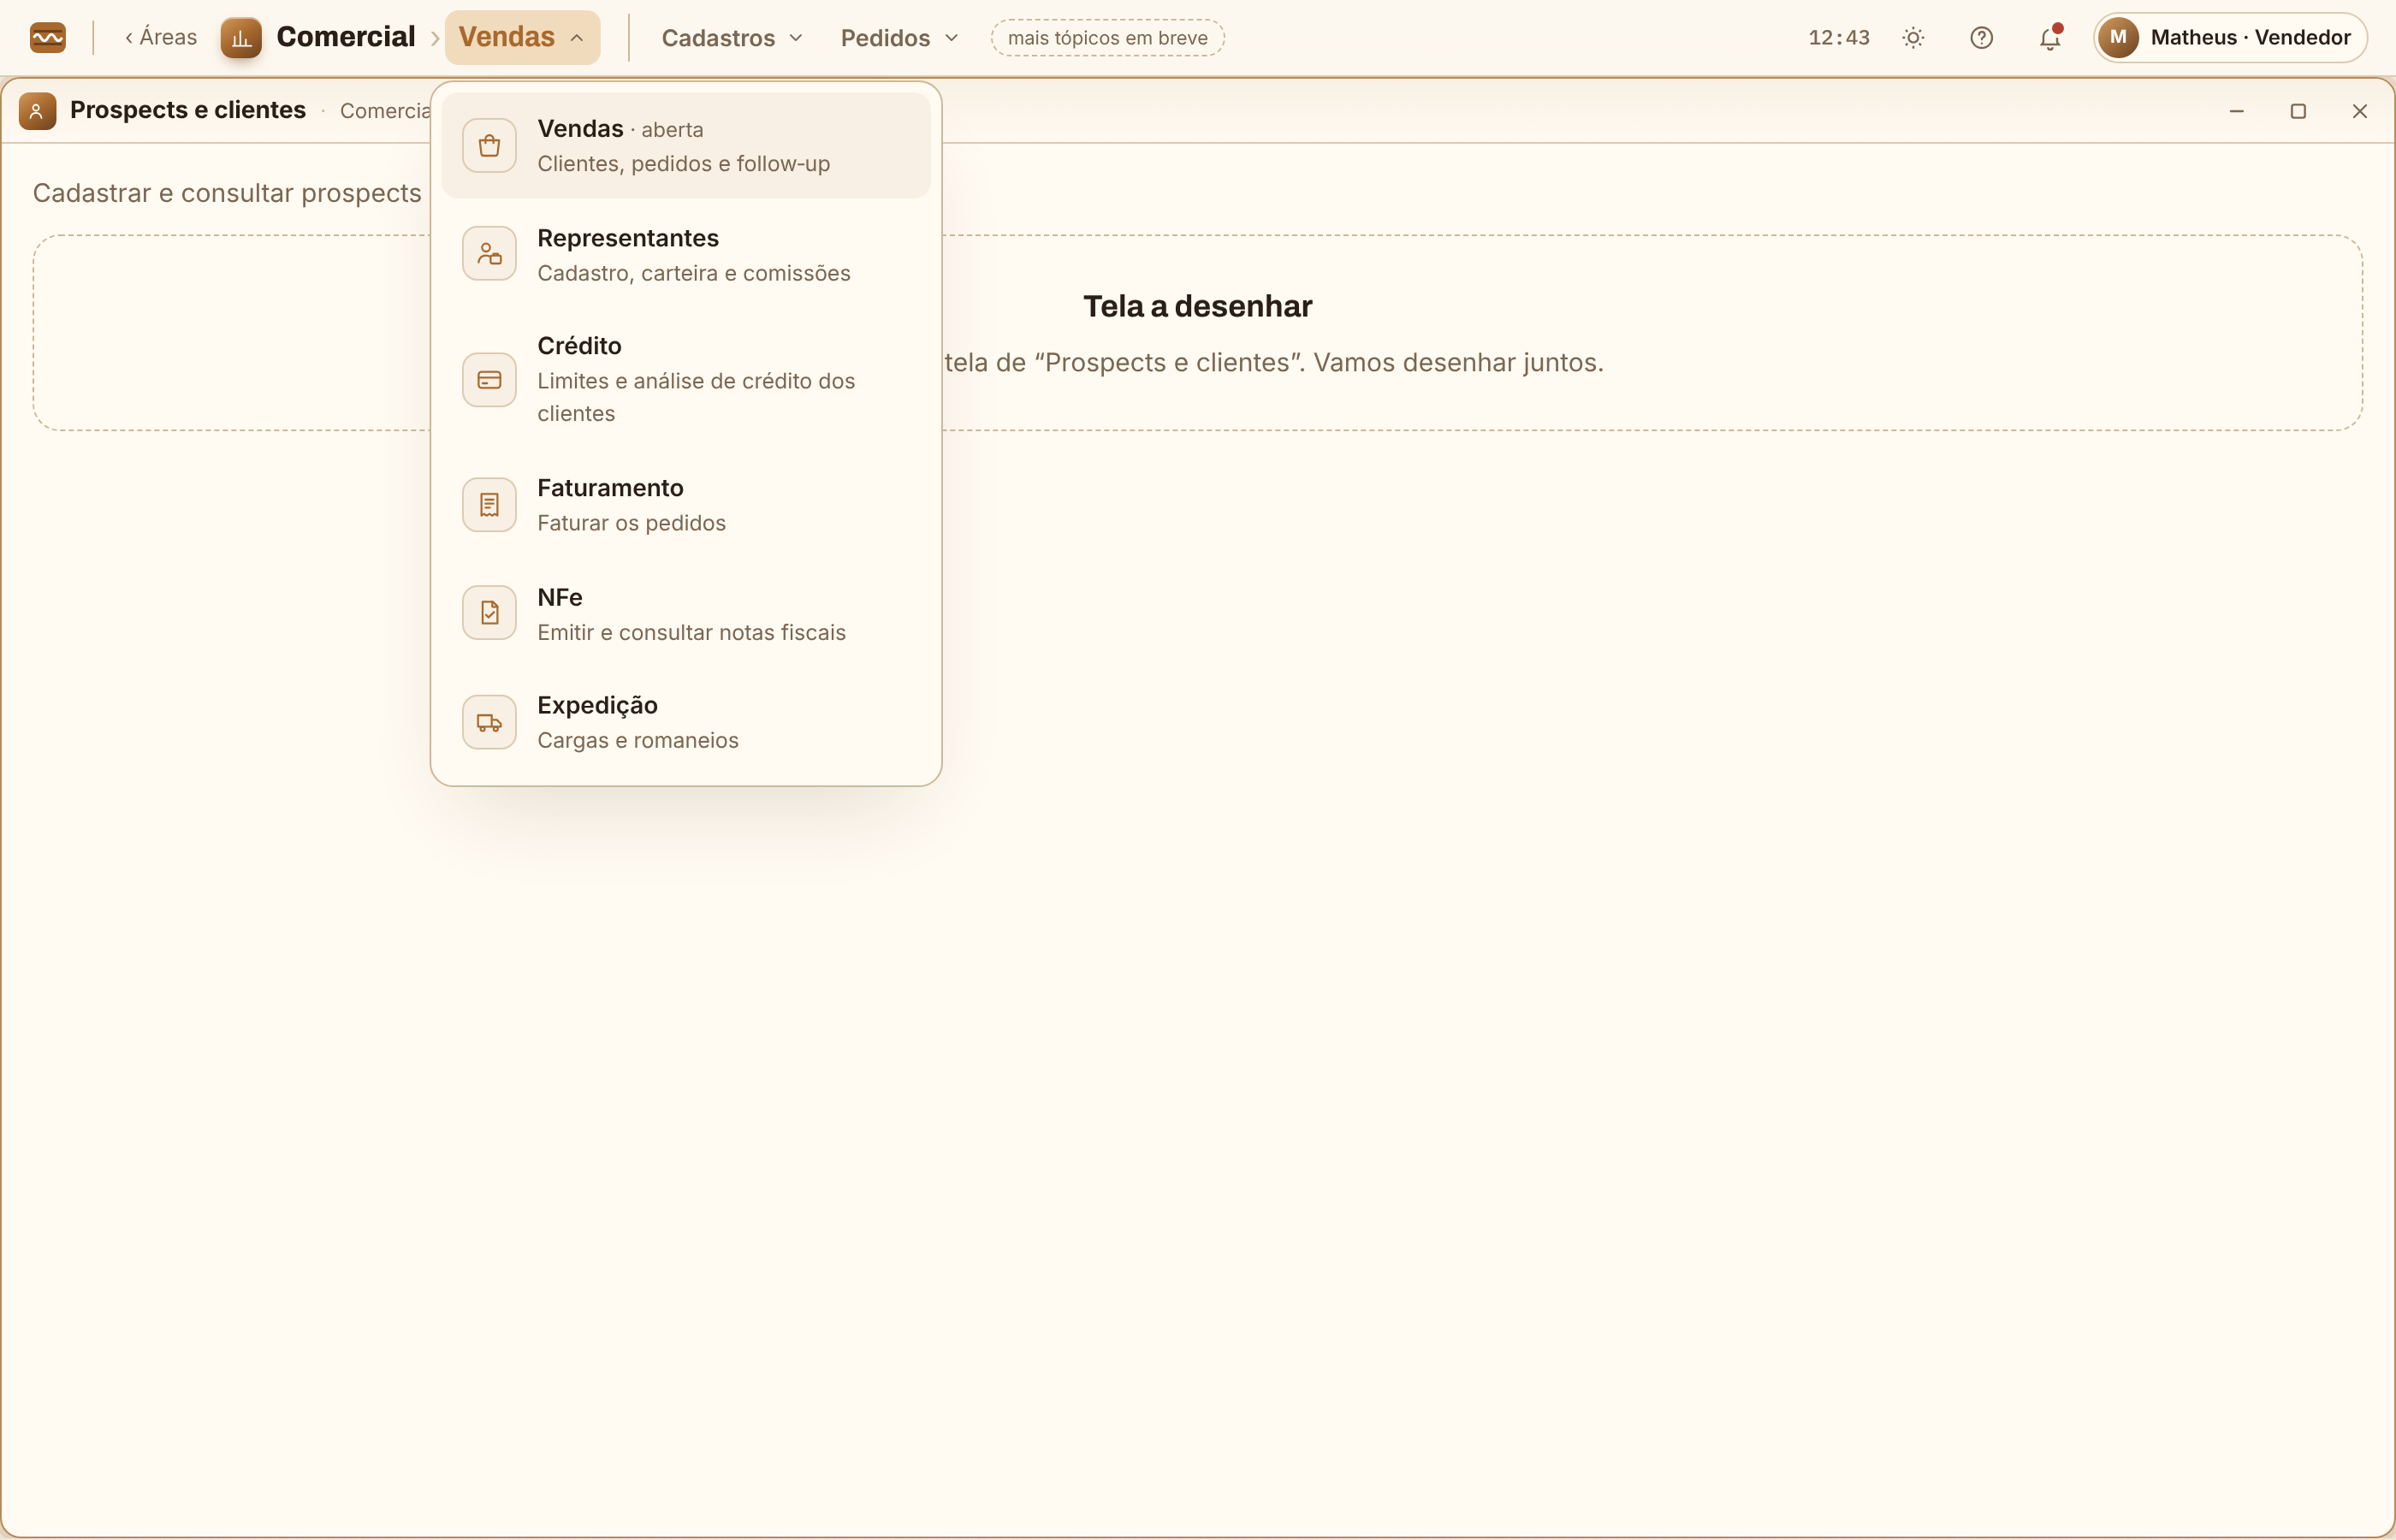 ‹ Áreas
Comercial › Vendas
Cadastros
Pedidos
mais tópicos em breve
12:43
M
Matheus · Vendedor
Prospects e clientes · Comercia
Cadastrar e consultar prospects
Vendas · aberta
Clientes, pedidos e follow-up
Representantes
Cadastro, carteira e comissões
Crédito
Limites e análise de crédito dos
clientes
Faturamento
Faturar os pedidos
NFe
Emitir e consultar notas fiscais
Expedição
Cargas e romaneios
Tela a desenhar
tela de “Prospects e clientes”. Vamos desenhar juntos.